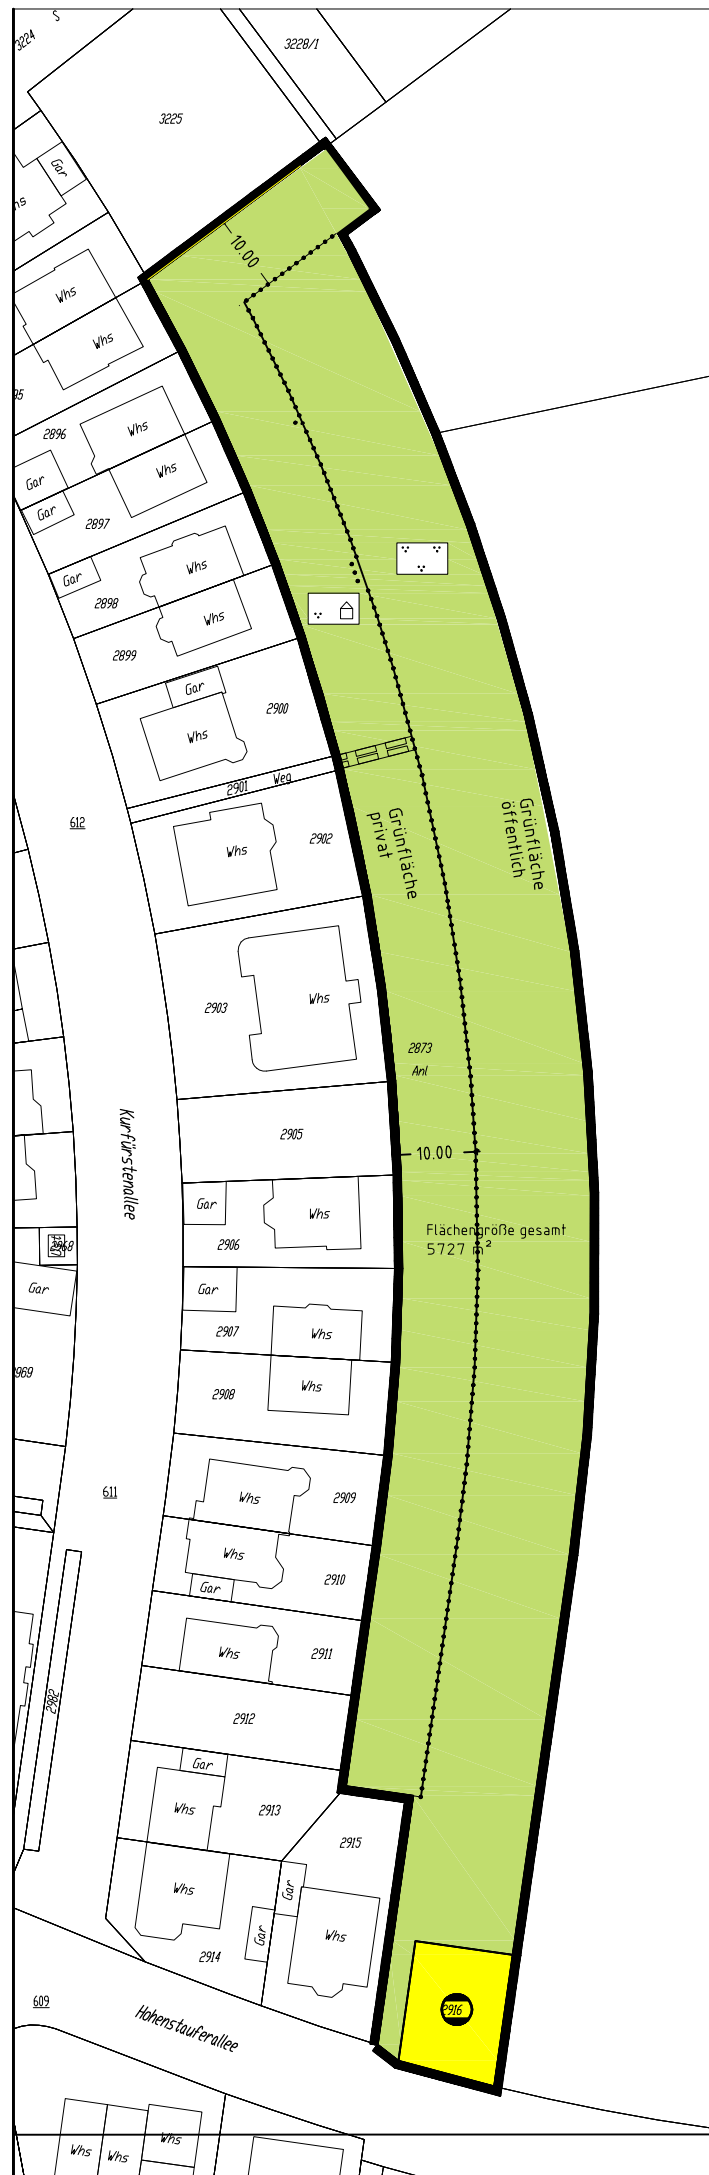 3224
S
3228/1
3225
Gar
10.00
Whs
Whs
2896
Whs
Gar
Whs
Gar
2897
Whs
Gar
2898
Whs
2899
Gar
2900
Whs
Weg
2901
612
Whs
2902
Grünfläche
privat
Grünfläche
öffentlich
2903
Whs
2873
Anl
Kurfürstenallee
2905
10.00
Gar
Whs
2906
Flächengröße gesamt
5727 m²
2968
Gar
Gar
2907
Whs
Whs
2908
611
Whs
2909
Whs
2910
Gar
Whs
2911
2982
2912
Gar
Whs
2913
2915
Whs
Gar
Gar
Whs
2914
2916
609
Hohenstauferallee
Whs
Whs
Whs